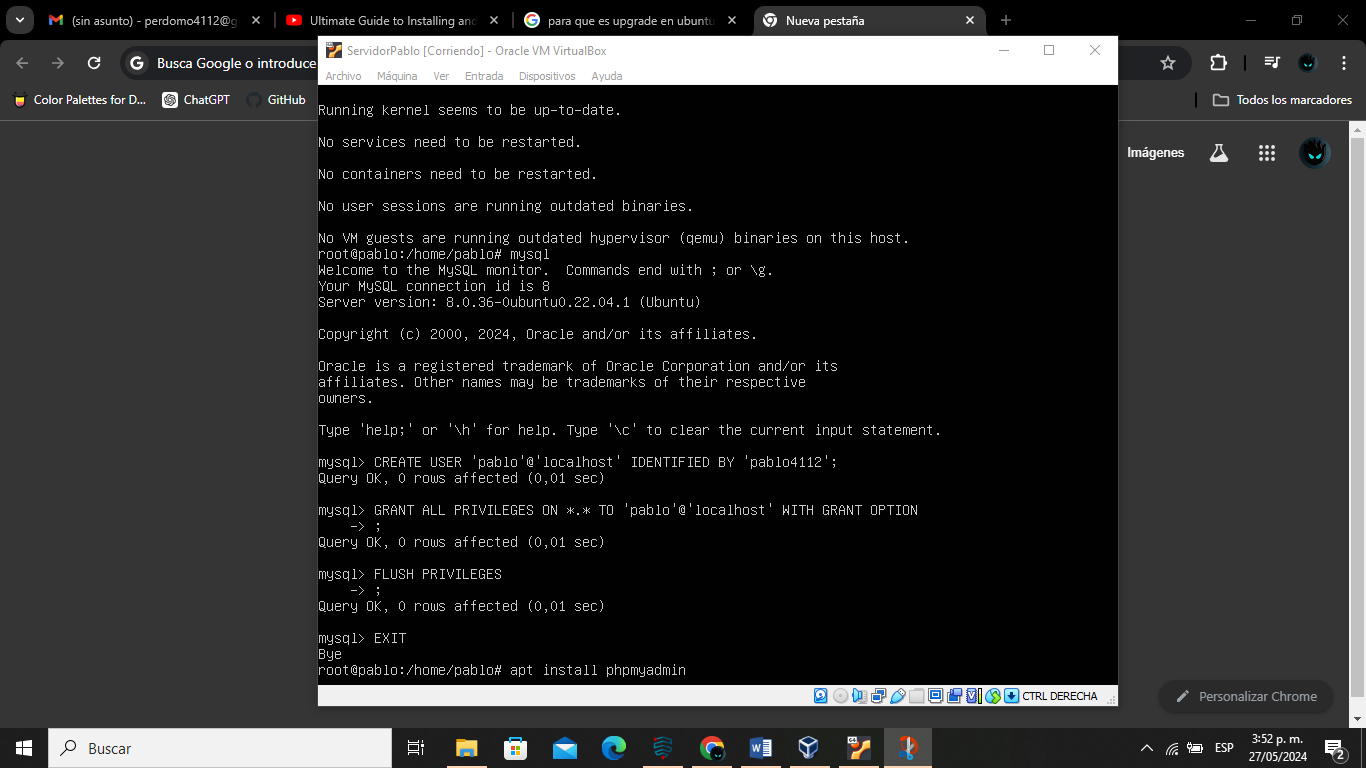 (sin asunto) - perdomo4112@g
Ultimate Guide to Installing and
para que es upgrade en ubuntu
Nueva pestaña
Busca Google o introduce
Color Palettes for D...
ChatGPT
GitHub
Todos los marcadores
Imágenes
ServidorPablo [Corriendo] - Oracle VM VirtualBox
Archivo Máquina Ver Entrada Dispositivos Ayuda
Running kernel seems to be up-to-date.
No services need to be restarted.
No containers need to be restarted.
No user sessions are running outdated binaries.
No VM guests are running outdated hypervisor (qemu) binaries on this host.
root@pablo:/home/pablo# mysql
Welcome to the MySQL monitor.  Commands end with ; or \g.
Your MySQL connection id is 8
Server version: 8.0.36-0ubuntu0.22.04.1 (Ubuntu)
Copyright (c) 2000, 2024, Oracle and/or its affiliates.
Oracle is a registered trademark of Oracle Corporation and/or its
affiliates. Other names may be trademarks of their respective
owners.
Type 'help;' or '\h' for help. Type '\c' to clear the current input statement.
mysql> CREATE USER 'pablo'@'localhost' IDENTIFIED BY 'pablo4112';
Query OK, 0 rows affected (0,01 sec)
mysql> GRANT ALL PRIVILEGES ON *.* TO 'pablo'@'localhost' WITH GRANT OPTION
    -> ;
Query OK, 0 rows affected (0,01 sec)
mysql> FLUSH PRIVILEGES
    -> ;
Query OK, 0 rows affected (0,01 sec)
mysql> EXIT
Bye
root@pablo:/home/pablo# apt install phpmyadmin
CTRL DERECHA
Personalizar Chrome
Buscar
ESP
3:52 p. m.
27/05/2024
2